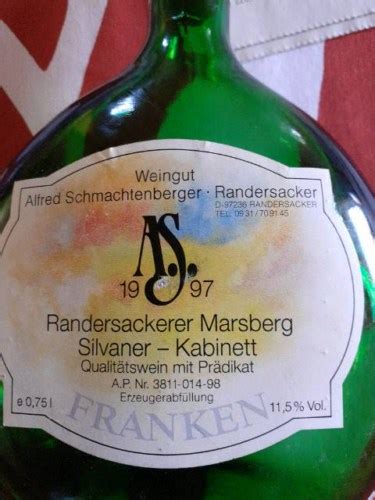 Weingut
Alfred Schmachtenberger · Randersacker
D-97236 RANDERSACKER
TEL. 09 31 / 70 91 45
A.S.
19 97
Randersackerer Marsberg
Silvaner – Kabinett
Qualitätswein mit Prädikat
A.P. Nr. 3811-014-98
Erzeugerabfüllung
e 0,75 l
FRANKEN
11,5 % Vol.